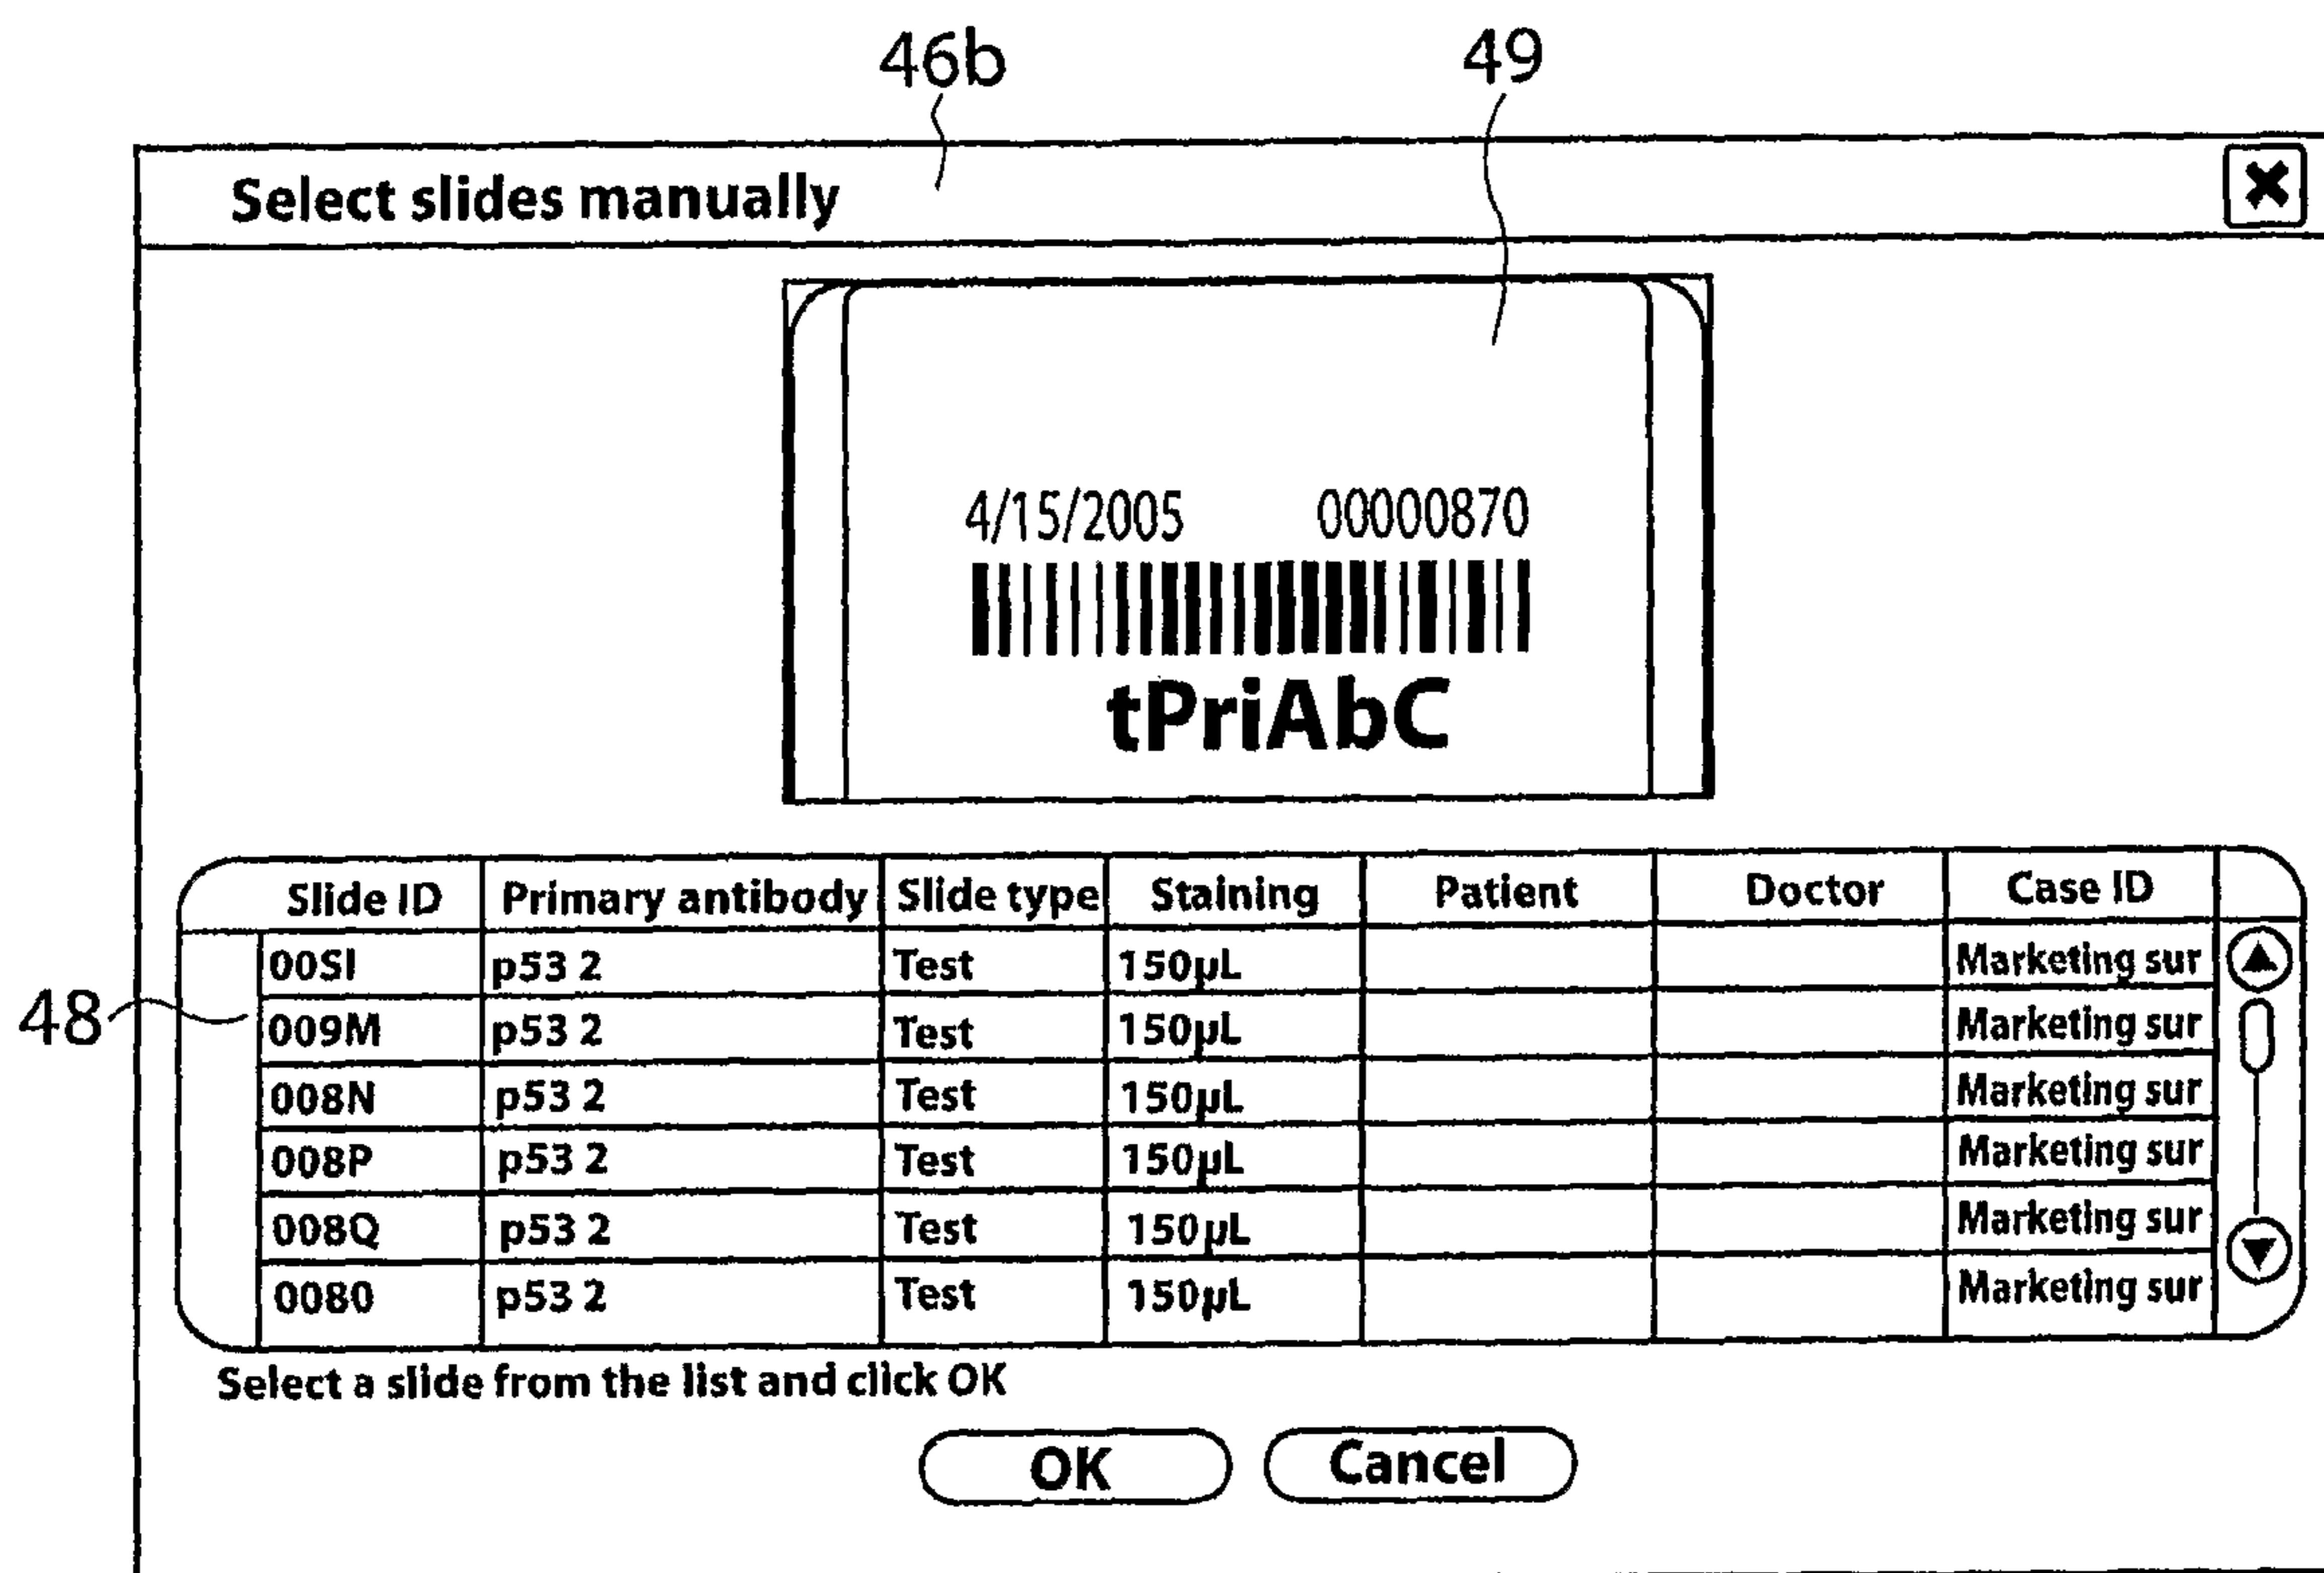 46b 49
Select slides manually
4/15/2005 00000870
tPriAbC
Slide ID Primary antibody Slide type Staining Patient Doctor Case ID
00SI p53 2 Test 150µL Marketing sur
48
009M p53 2 Test 150µL Marketing sur
008N p53 2 Test 150µL Marketing sur
008P p53 2 Test 150µL Marketing sur
008Q p53 2 Test 150µL Marketing sur
0080 p53 2 Test 150µL Marketing sur
Select a slide from the list and click OK
OK Cancel